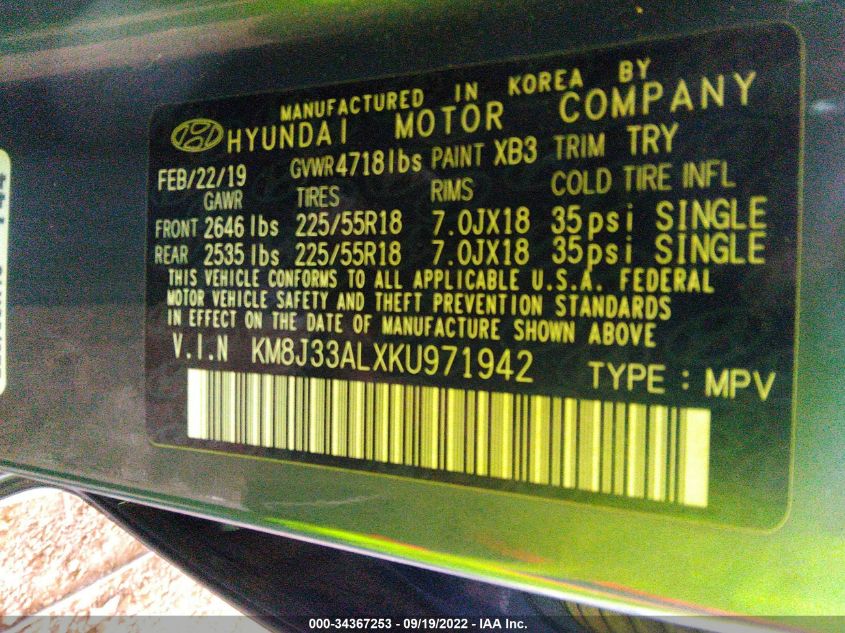 MANUFACTURED IN KOREA BY
HYUNDAI MOTOR COMPANY
FEB/22/19 GVWR 4718lbs PAINT XB3 TRIM TRY
GAWR TIRES RIMS COLD TIRE INFL
FRONT 2646 lbs 225/55R18 7.0JX18 35psi SINGLE
REAR 2535 lbs 225/55R18 7.0JX18 35psi SINGLE
THIS VEHICLE CONFORMS TO ALL APPLICABLE U.S.A. FEDERAL
MOTOR VEHICLE SAFETY AND THEFT PREVENTION STANDARDS
IN EFFECT ON THE DATE OF MANUFACTURE SHOWN ABOVE
V.I.N KM8J33ALXKU971942 TYPE : MPV
000-34367253 - 09/19/2022 - IAA Inc.